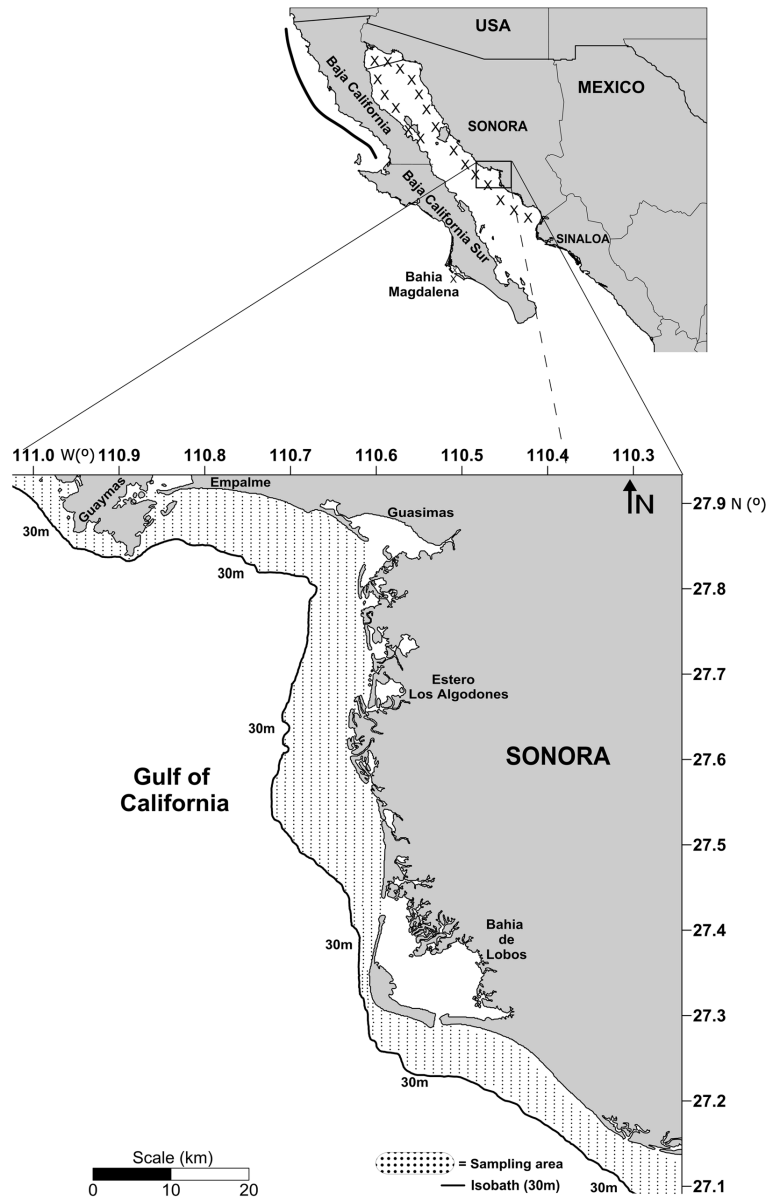 USA
MEXICO
Baja California
SONORA
Baja California Sur
SINALOA
Bahia
Magdalena
111.0 W(º) 110.9 110.8 110.7 110.6 110.5 110.4 110.3
Guaymas
Empalme
Guasimas
N
27.9 N (º)
30m
30m
27.8
27.7
Estero
Los Algodones
30m
SONORA
27.6
Gulf of
California
27.5
Bahia
de
Lobos
27.4
30m
27.3
30m
27.2
Scale (km)
0 10 20
= Sampling area
Isobath (30m)
30m
27.1